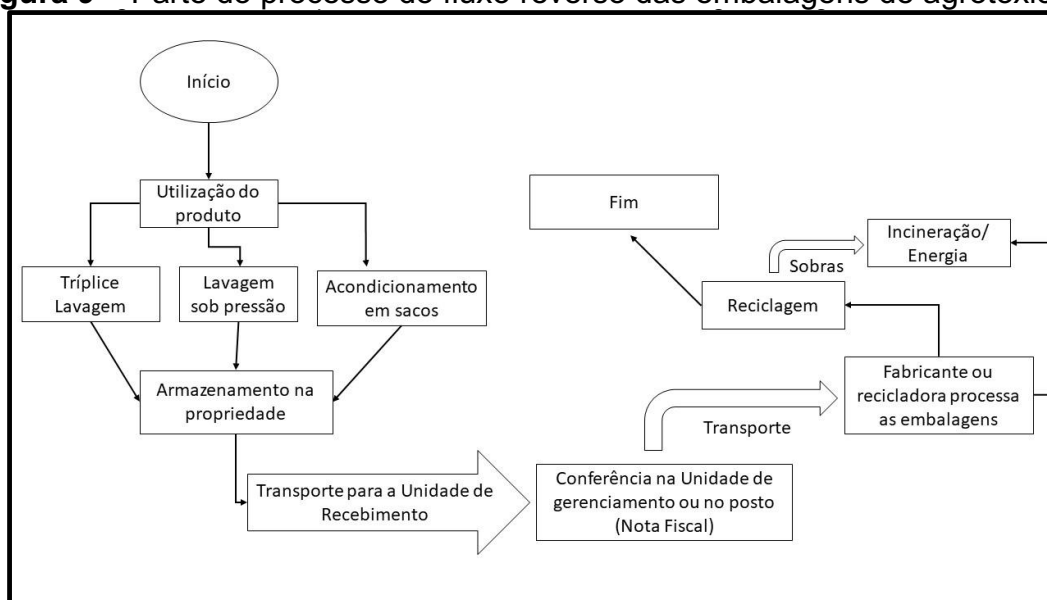 Parte do processo do fluxo reverso das embalagens de
Início
Utilização do
produto
Tríplice
Lavagem
Lavagem
sob pressão
Acondicionamento
em sacos
Armazenamento na
propriedade
Transporte para a Unidade de
Recebimento
Conferência na Unidade de
gerenciamento ou no posto
(Nota Fiscal)
Transporte
Fabricante ou
recicladora processa
as embalagens
Reciclagem
Sobras
Incineração/
Energia
Fim